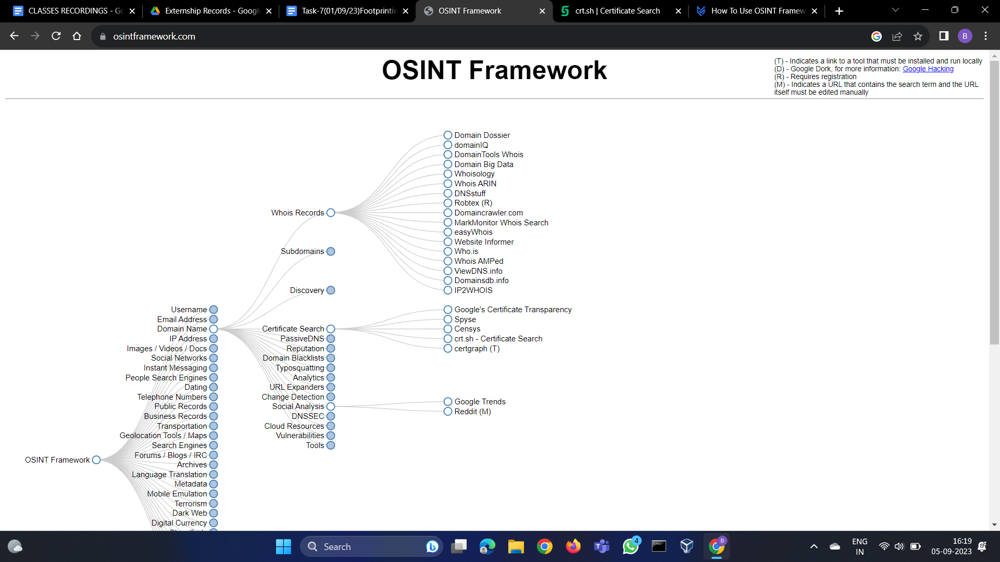 CLASSES RECORDINGS - Go
Externship Records - Google
Task-7(01/09/23)Footprintin
OSINT Framework
crt.sh | Certificate Search
How To Use OSINT Framew
osintframework.com
B
OSINT Framework
(T) - Indicates a link to a tool that must be installed and run locally
(D) - Google Dork, for more information: Google Hacking
(R) - Requires registration
(M) - Indicates a URL that contains the search term and the URL
itself must be edited manually
Domain Dossier
domainIQ
DomainTools Whois
Domain Big Data
Whoisology
Whois ARIN
DNSstuff
Robtex (R)
Whois Records
Domaincrawler.com
MarkMonitor Whois Search
easyWhois
Website Informer
Subdomains
Who.is
Whois AMPed
ViewDNS.info
Domainsdb.info
Discovery
IP2WHOIS
Username
Google's Certificate Transparency
Email Address
Spyse
Domain Name
Certificate Search
Censys
IP Address
PassiveDNS
crt.sh - Certificate Search
Images / Videos / Docs
Reputation
certgraph (T)
Social Networks
Domain Blacklists
Instant Messaging
Typosquatting
People Search Engines
Analytics
Dating
URL Expanders
Telephone Numbers
Change Detection
Google Trends
Public Records
Social Analysis
Reddit (M)
Business Records
DNSSEC
Transportation
Cloud Resources
Geolocation Tools / Maps
Vulnerabilities
Search Engines
Tools
Forums / Blogs / IRC
OSINT Framework
Archives
Language Translation
Metadata
Mobile Emulation
Terrorism
Dark Web
Digital Currency
Search
4
B
ENG
IN
16:19
05-09-2023